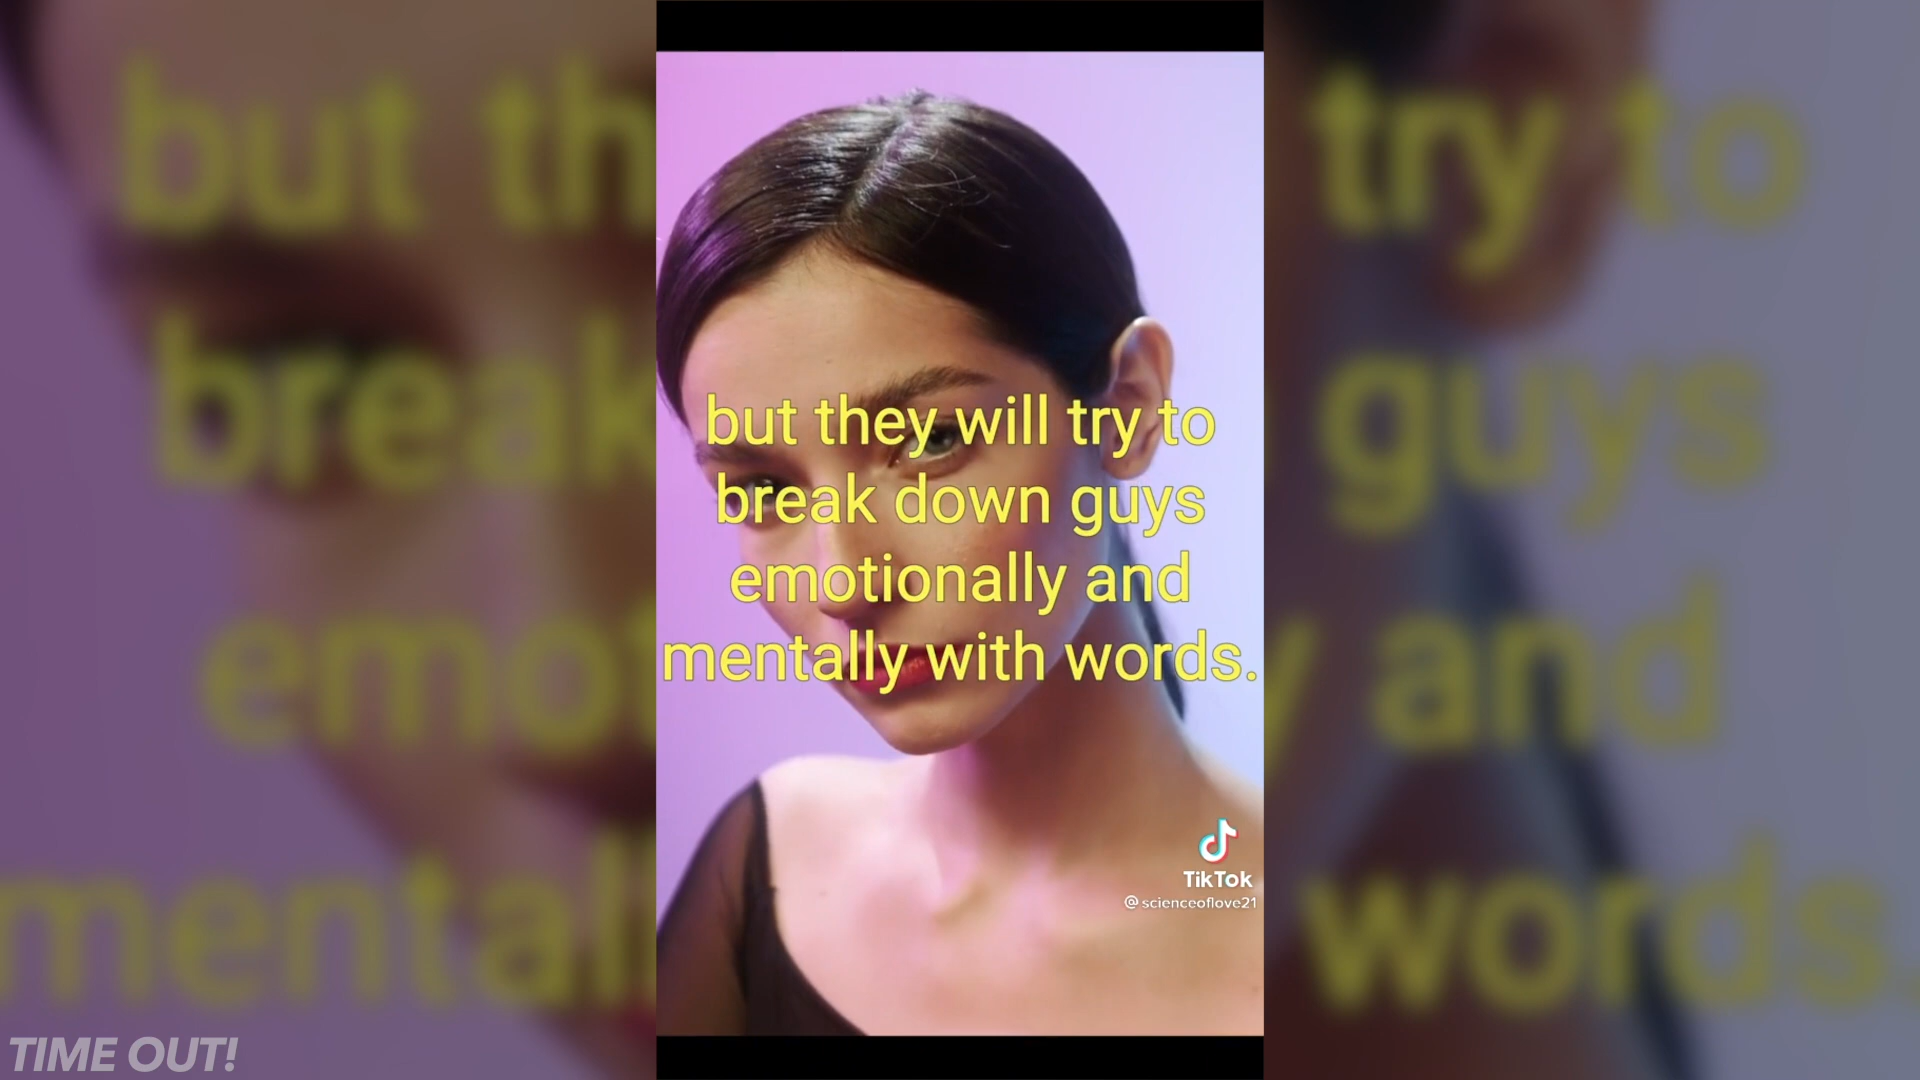 but they will try to
break down guys
emotionally and
mentally with words.
TikTok
@scienceoflove21
TIME OUT!